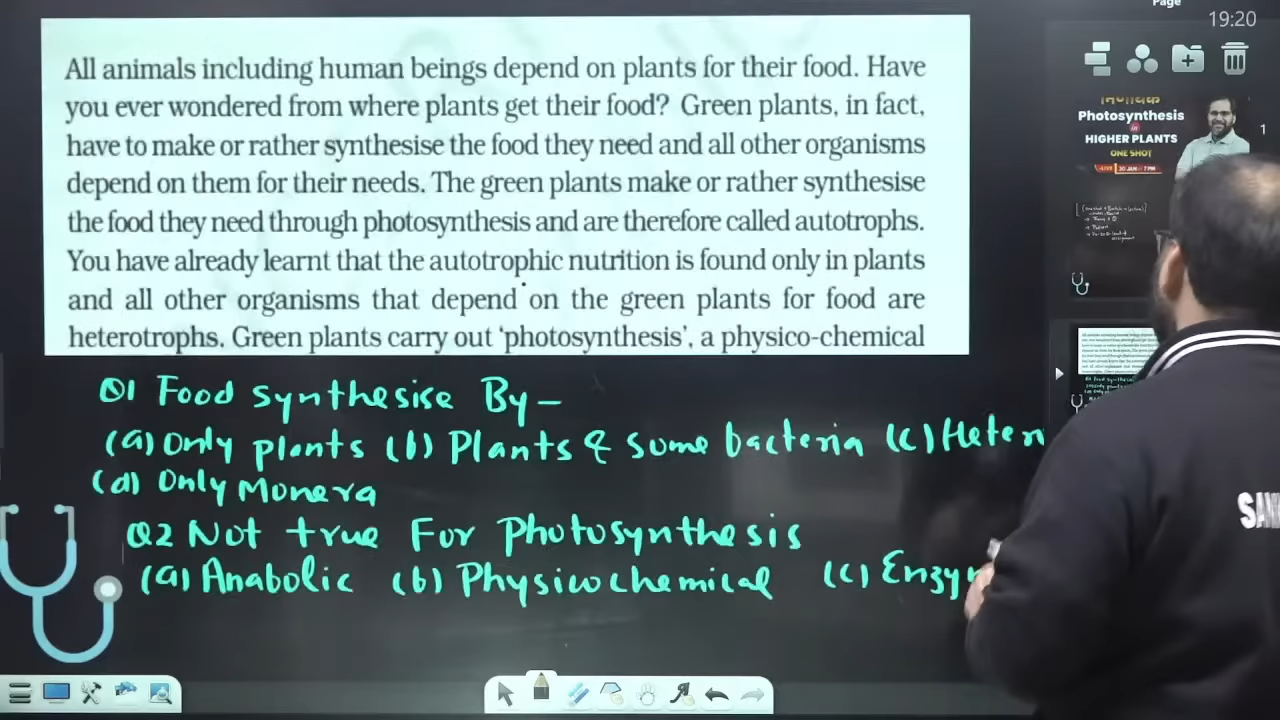 Page
19:20
All animals including human beings depend on plants for their food. Have
you ever wondered from where plants get their food? Green plants, in fact,
have to make or rather synthesise the food they need and all other organisms
depend on them for their needs. The green plants make or rather synthesise
the food they need through phtosynthesis and are therefore called autotrophs.
You have already learnt that the autotrophic nutrition is found only in plants
and all other organisms that depend on the green plants for food are
heterotrophs. Green plants carry out ‘photosynthesis’, a physico-chemical
Q1 Food synthesise By –
(a) Only plants (b) Plants & some bacteria (c) Heter
(d) Only Monera
Q2 Not true For Photosynthesis
(a) Anabolic (b) Physicochemical (c) Enzy
Photosynthesis
in
HIGHER PLANTS
ONE SHOT
1